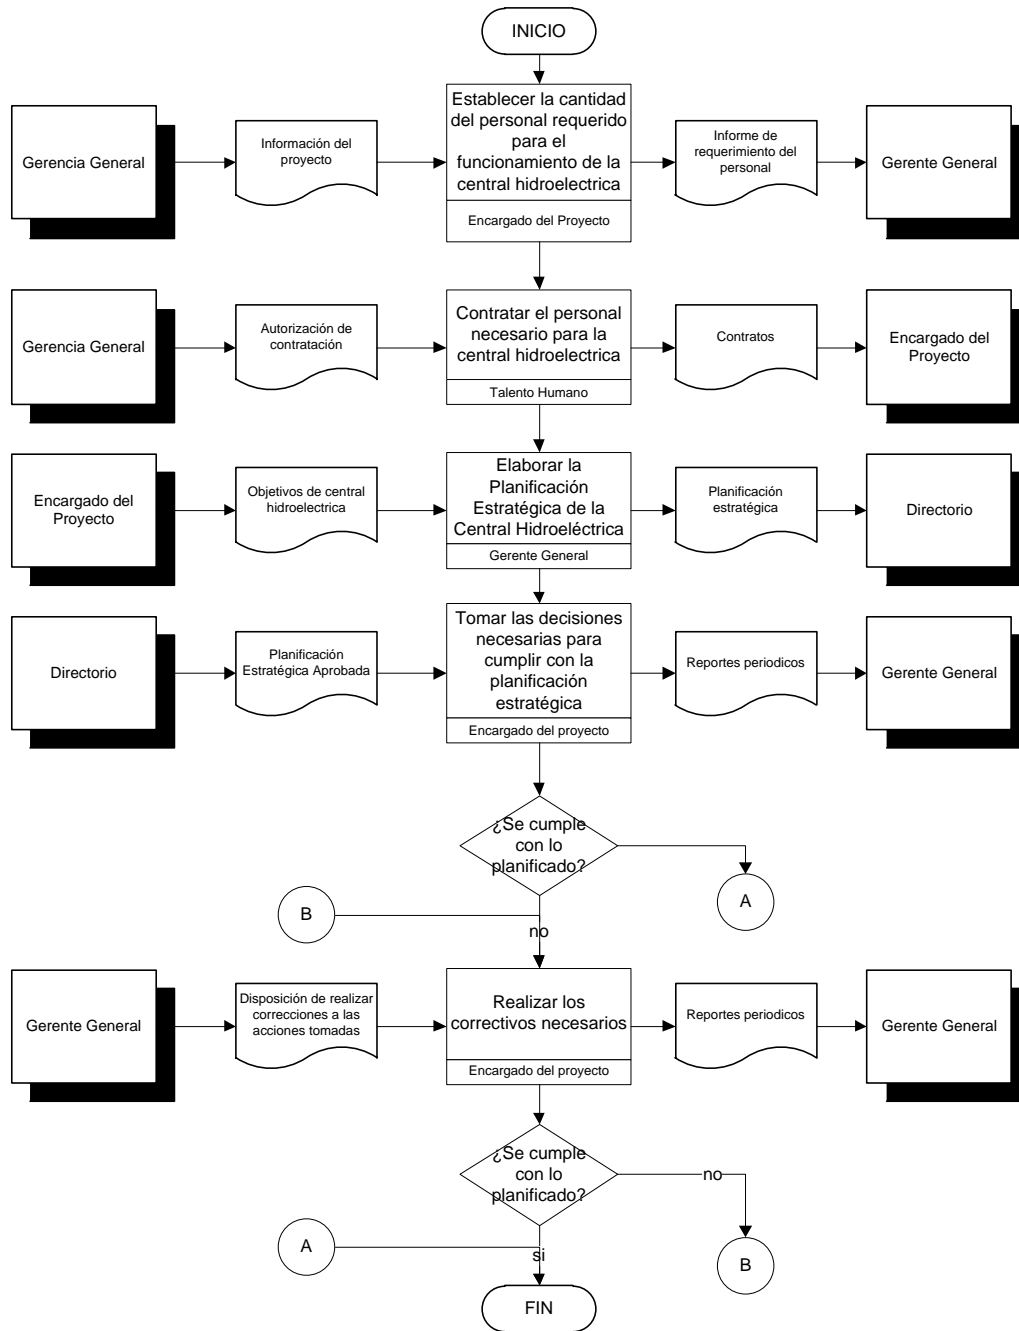 INICIO
Gerencia General
Información del
proyecto
Establecer la cantidad
del personal requerido
para el
funcionamiento de la
central hidroelectrica
Encargado del Proyecto
Informe de
requerimiento del
personal
Gerente General
Gerencia General
Autorización de
contratación
Contratar el personal
necesario para la
central hidroelectrica
Talento Humano
Contratos
Encargado del
Proyecto
Encargado del
Proyecto
Objetivos de central
hidroelectrica
Elaborar la
Planificación
Estratégica de la
Central Hidroeléctrica
Gerente General
Planificación
estratégica
Directorio
Directorio
Planificación
Estratégica Aprobada
Tomar las decisiones
necesarias para
cumplir con la
planificación
estratégica
Encargado del proyecto
Reportes periodicos
Gerente General
¿Se cumple
con lo
planificado?
A
B
no
Gerente General
Disposición de realizar
correcciones a las
acciones tomadas
Realizar los
correctivos necesarios
Encargado del proyecto
Reportes periodicos
Gerente General
¿Se cumple
con lo
planificado?
no
A
B
si
FIN